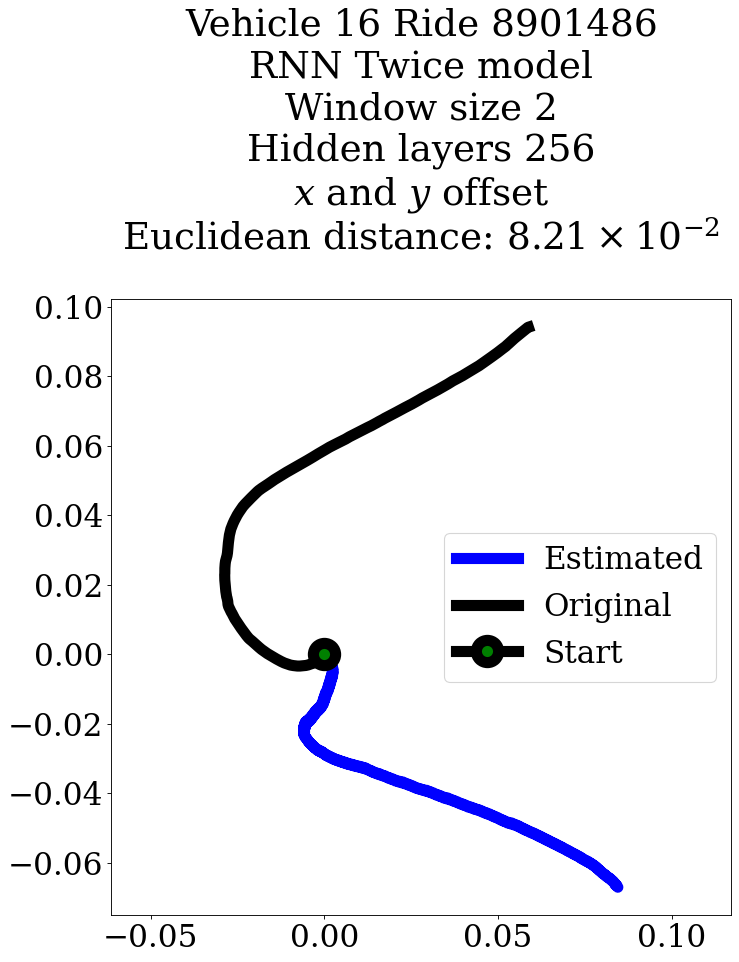 Vehicle 16 Ride 8901486
RNN Twice model
Window size 2
Hidden layers 256
x and y offset
Euclidean distance: 8.21 × 10⁻²
0.10
0.08
0.06
0.04
0.02
0.00
−0.02
−0.04
−0.06
Estimated
Original
Start
−0.05
0.00
0.05
0.10